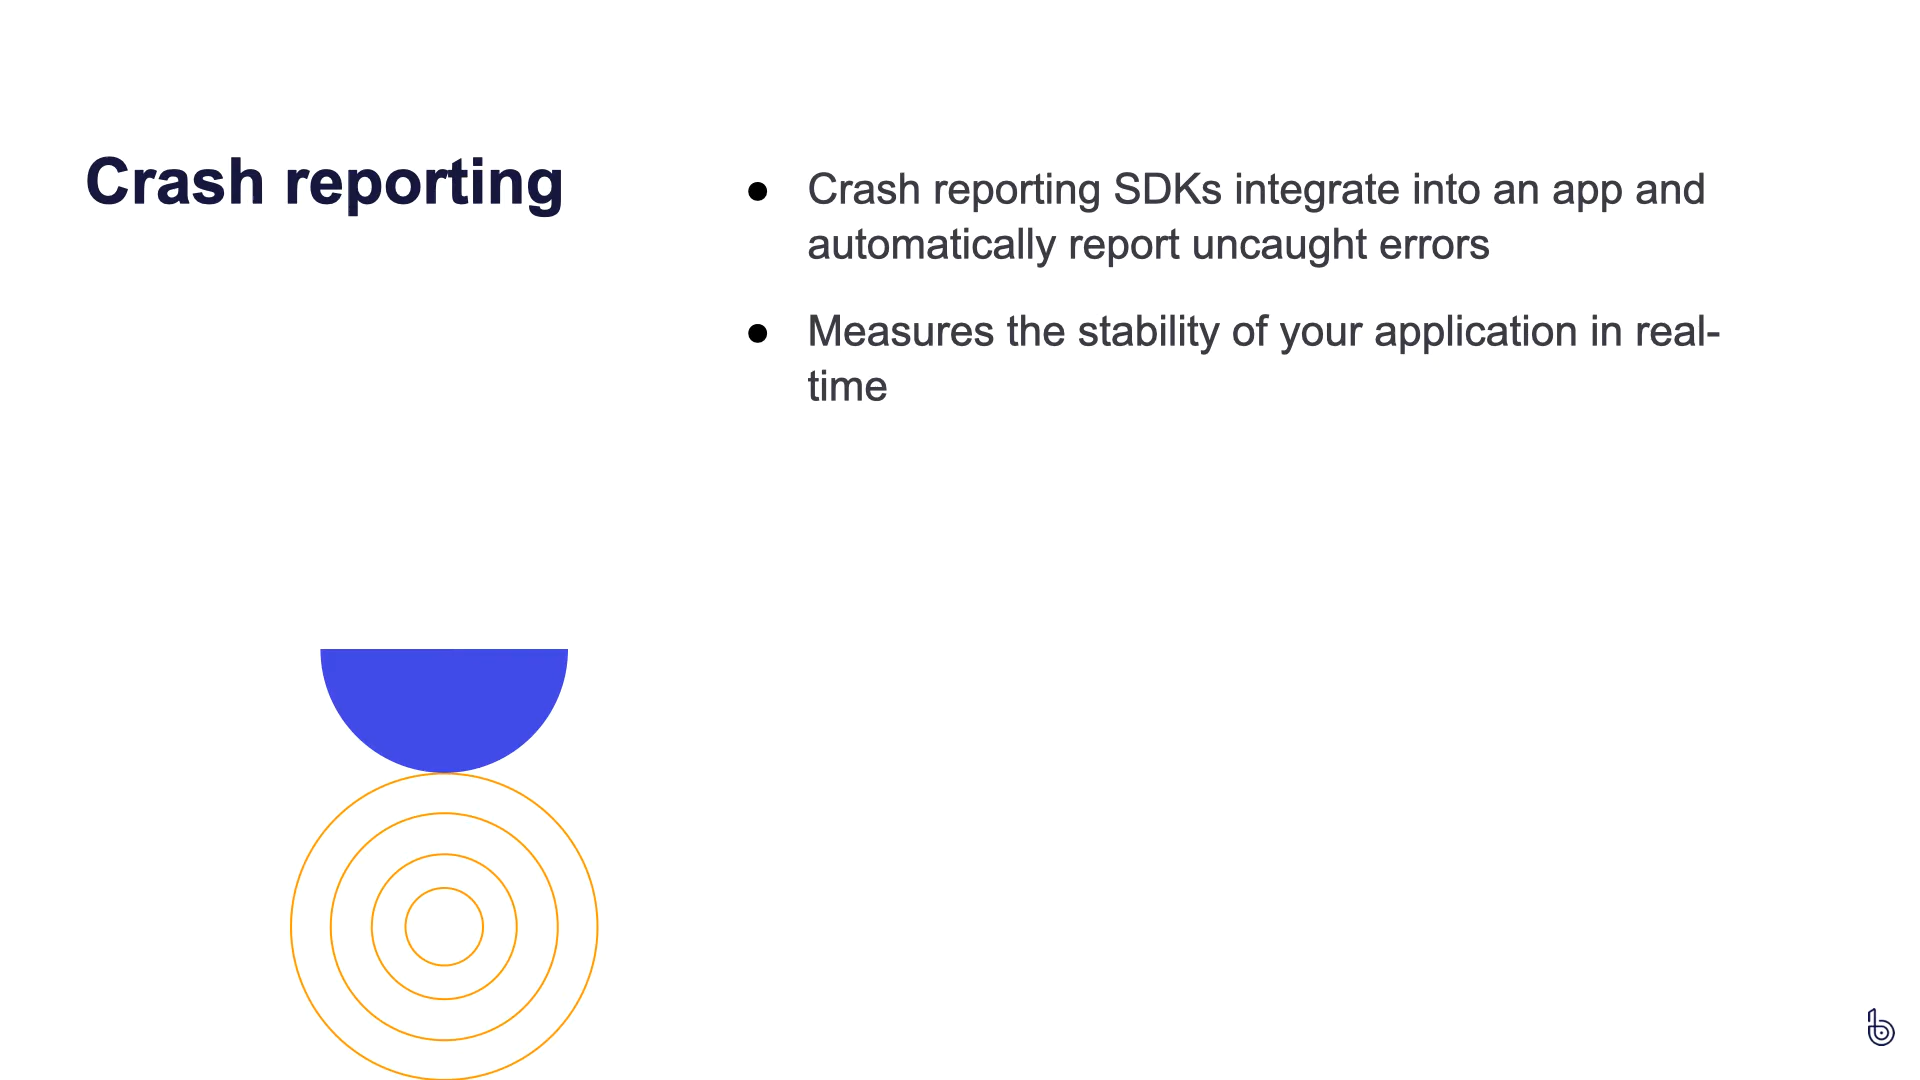 Crash reporting
● Crash reporting SDKs integrate into an app and
automatically report uncaught errors
● Measures the stability of your application in real-
time